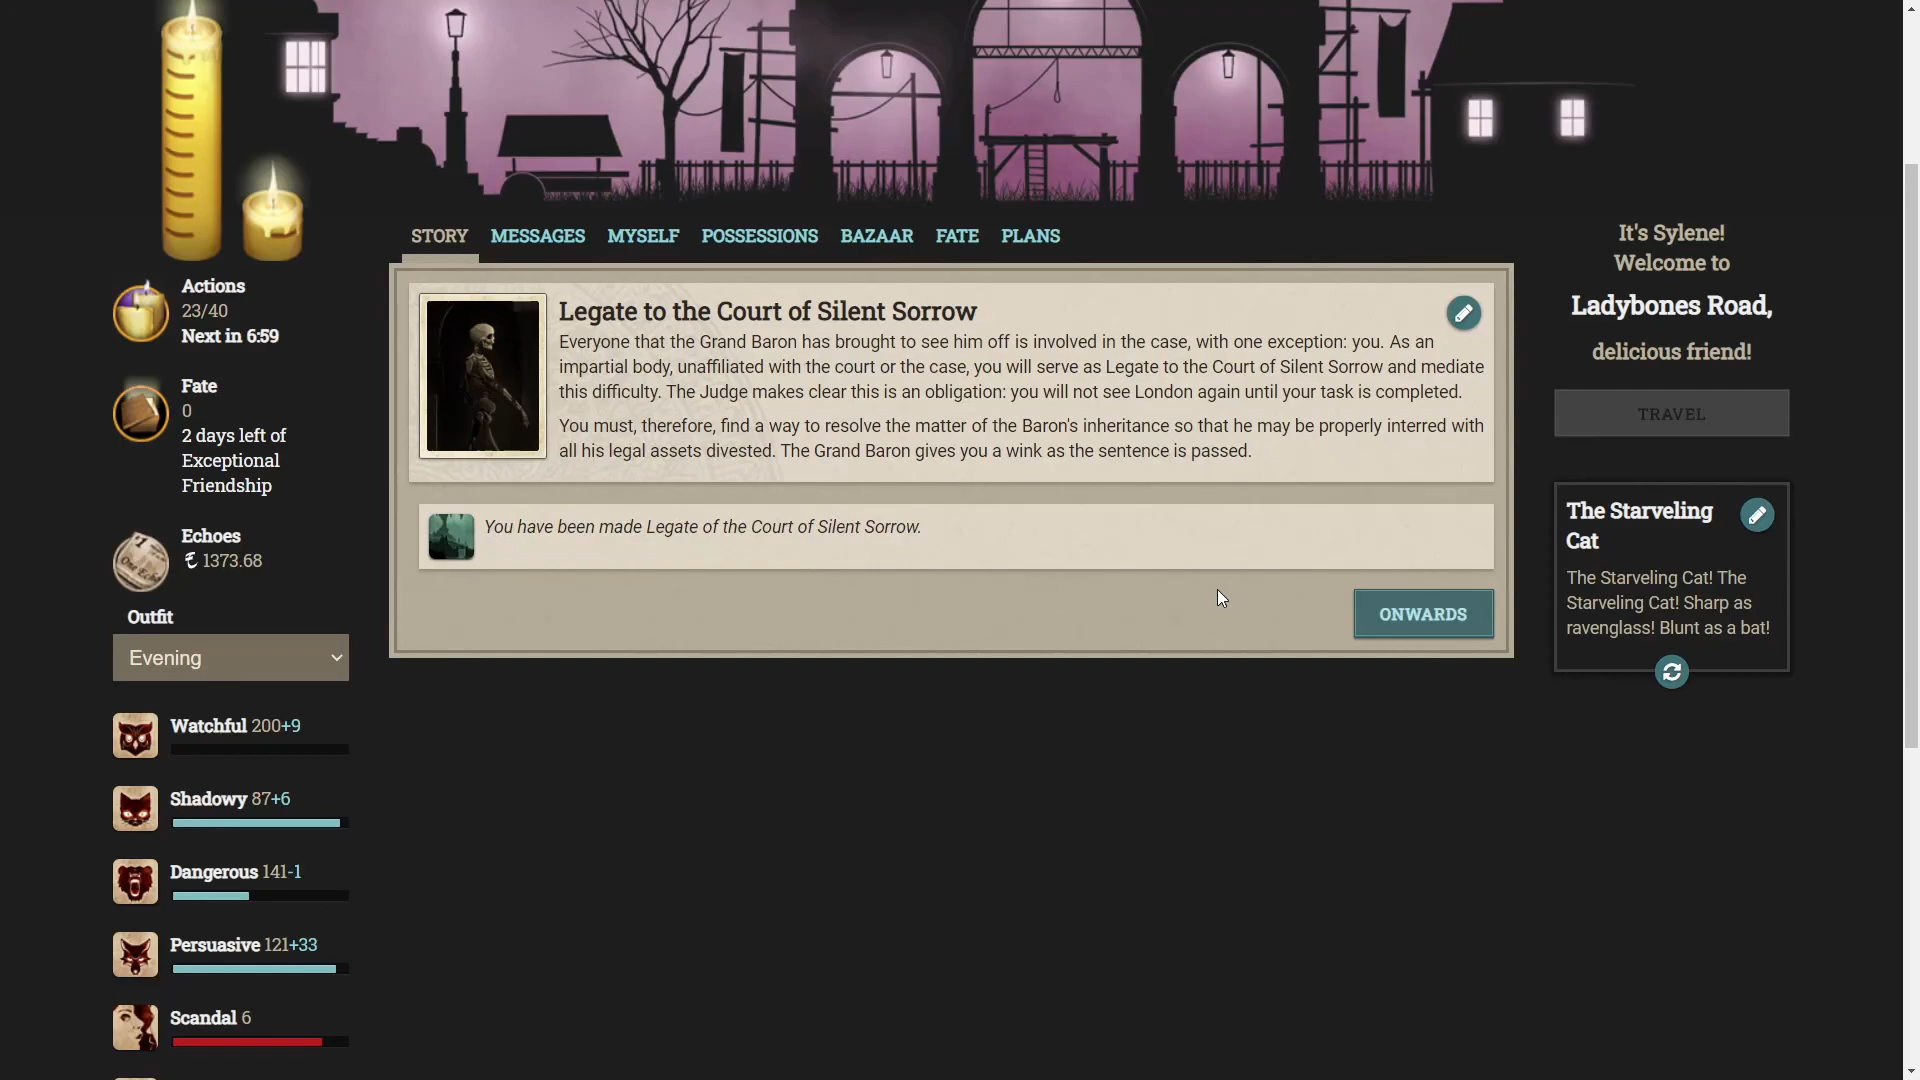 STORY MESSAGES MYSELF POSSESSIONS BAZAAR FATE PLANS
Actions
23/40
Next in 6:59
Fate
0
2 days left of
Exceptional
Friendship
Echoes
1373.68
Outfit
Evening
Watchful 200+9
Shadowy 87+6
Dangerous 141-1
Persuasive 121+33
Scandal 6
Legate to the Court of Silent Sorrow
Everyone that the Grand Baron has brought to see him off is involved in the case, with one exception: you. As an
impartial body, unaffiliated with the court or the case, you will serve as Legate to the Court of Silent Sorrow and mediate
this difficulty. The Judge makes clear this is an obligation: you will not see London again until your task is completed.
You must, therefore, find a way to resolve the matter of the Baron's inheritance so that he may be properly interred with
all his legal assets divested. The Grand Baron gives you a wink as the sentence is passed.
You have been made Legate of the Court of Silent Sorrow.
ONWARDS
It's Sylene!
Welcome to
Ladybones Road,
delicious friend!
TRAVEL
The Starveling
Cat
The Starveling Cat! The
Starveling Cat! Sharp as
ravenglass! Blunt as a bat!